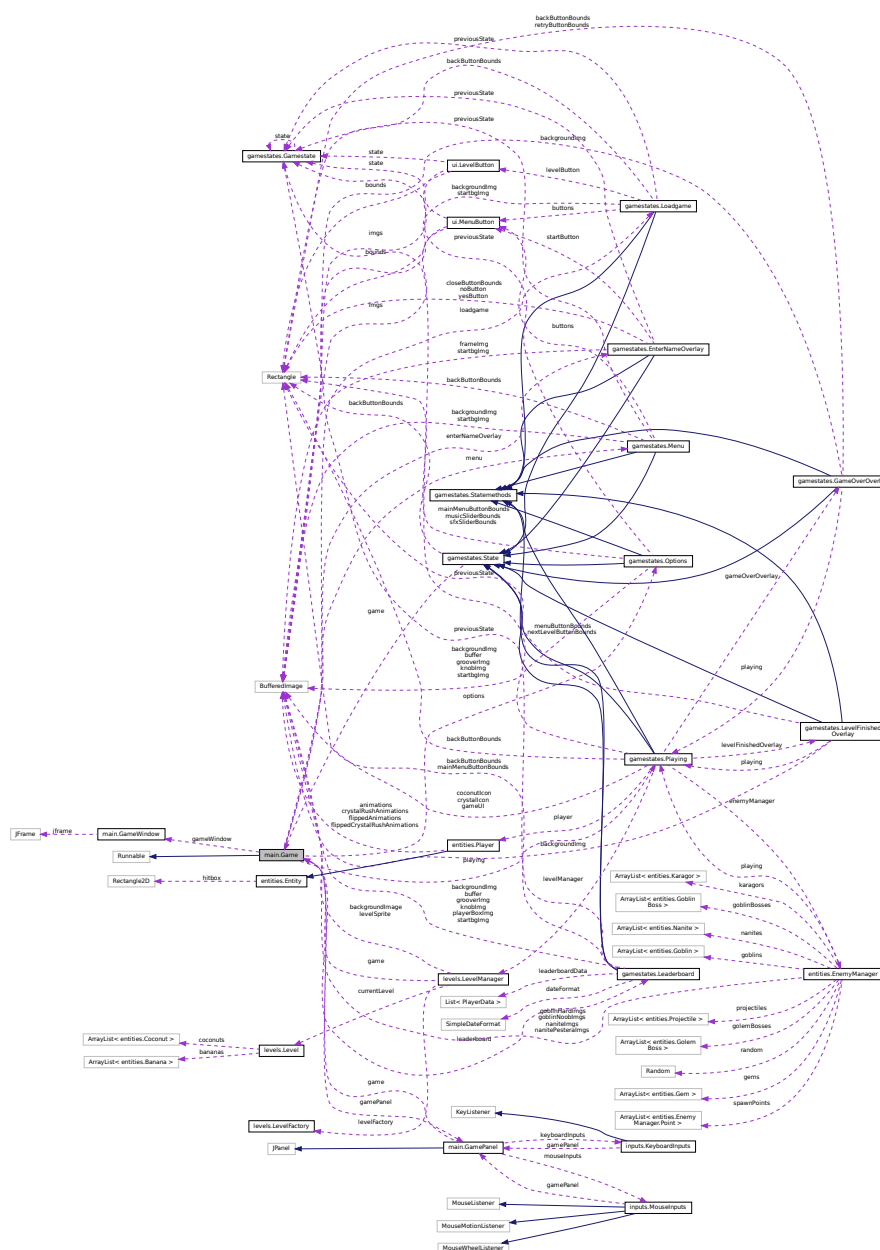 backButtonBounds
retryButtonBounds
previousState
backButtonBounds
previousState
previousState
backgroundImg
state
gamestates.Gamestate
state
state
ui.LevelButton
levelButton
bounds
backgroundImg
startbgImg
gamestates.Loadgame
buttons
ui.MenuButton
imgs
previousState
startButton
bounds
closeButtonBounds
noButton
yesButton
imgs
loadgame
buttons
frameImg
startbgImg
gamestates.EnterNameOverlay
Rectangle
backButtonBounds
backButtonBounds
backgroundImg
startbgImg
enterNameOverlay
gamestates.Menu
menu
gamestates.GameOverOverl
gamestates.Statemethods
mainMenuButtonBounds
musicSliderBounds
sfxSliderBounds
gamestates.State
gamestates.Options
previousState
gameOverOverlay
game
previousState
menuButtonBounds
nextLevelButtonBounds
backgroundImg
buffer
grooverImg
knobImg
startbgImg
playing
BufferedImage
options
gamestates.LevelFinished
Overlay
backButtonBounds
levelFinishedOverlay
gamestates.Playing
backButtonBounds
mainMenuButtonBounds
playing
coconutIcon
crystalIcon
gameUI
enemyManager
animations
crystalRushAnimations
flippedAnimations
flippedCrystalRushAnimations
player
JFrame
iframe
main.GameWindow
gameWindow
entities.Player
backgroundImg
Runnable
main.Game
playing
playing
Rectangle2D
hitbox
entities.Entity
levelManager
ArrayList< entities.Karagor >
karagors
backgroundImg
buffer
grooverImg
knobImg
playerBoxImg
startbgImg
ArrayList< entities.Goblin
Boss >
goblinBosses
backgroundImage
levelSprite
ArrayList< entities.Nanite >
nanites
ArrayList< entities.Goblin >
goblins
game
levels.LevelManager
leaderboardData
gamestates.Leaderboard
entities.EnemyManager
currentLevel
dateFormat
List< PlayerData >
goblinHardImgs
goblinNoobImgs
naniteImgs
nanitePesteraImgs
projectiles
ArrayList< entities.Projectile >
SimpleDateFormat
golemBosses
leaderboard
ArrayList< entities.Coconut >
coconuts
ArrayList< entities.Golem
Boss >
levels.Level
random
ArrayList< entities.Banana >
bananas
Random
game
gems
ArrayList< entities.Gem >
gamePanel
spawnPoints
KeyListener
ArrayList< entities.Enemy
Manager.Point >
levels.LevelFactory
levelFactory
keyboardInputs
JPanel
main.GamePanel
gamePanel
inputs.KeyboardInputs
mouseInputs
gamePanel
MouseListener
inputs.MouseInputs
MouseMotionListener
MouseWheelListener